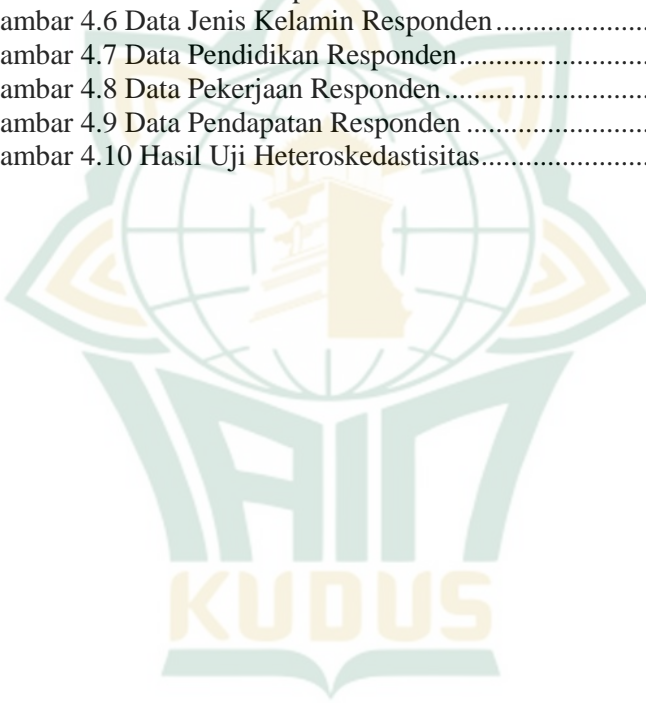 ambar 4.6 Data Jenis Kelamin Responden.....................
ambar 4.7 Data Pendidikan Responden..........................
ambar 4.8 Data Pekerjaan Responden............................
ambar 4.9 Data Pendapatan Responden.........................
ambar 4.10 Hasil Uji Heteroskedastisitas.......................
IAIN
KUDUS